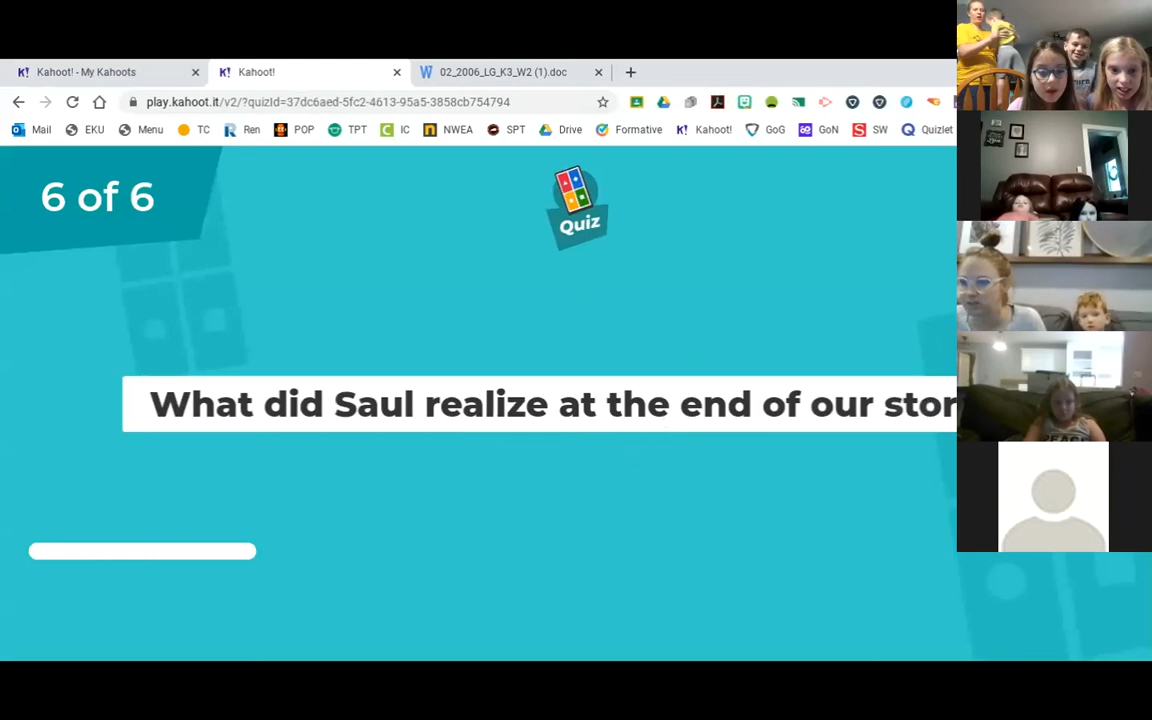 Kahoot! - My Kahoots
Kahoot!
02_2006_LG_K3_W2 (1).doc
play.kahoot.it/v2/?quizId=37dc6aed-5fc2-4613-95a5-3858cb754794
Mail EKU Menu TC Ren POP TPT IC NWEA SPT Drive Formative Kahoot! GoG GoN SW Quizlet
6 of 6
Quiz
What did Saul realize at the end of our stor
PEACE